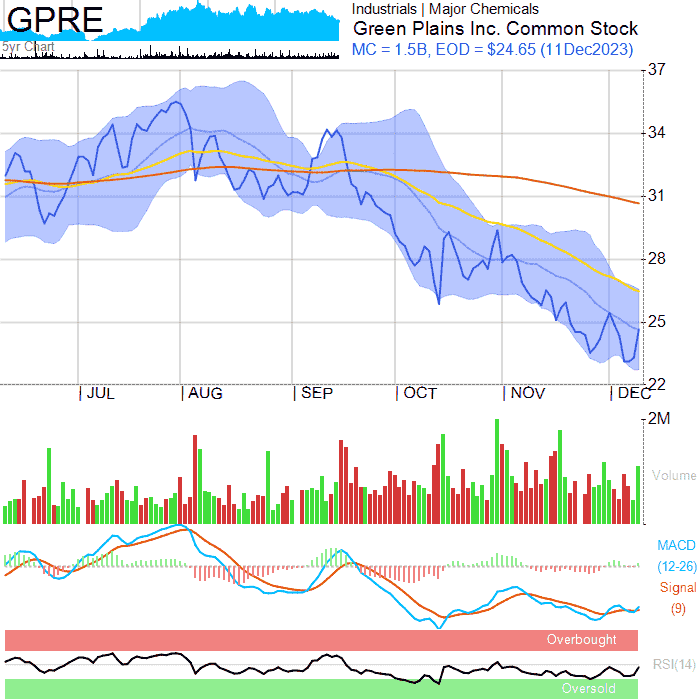 GPRE
5yr Chart
Industrials | Major Chemicals
Green Plains Inc. Common Stock
MC = 1.5B, EOD = $24.65 (11Dec2023)
37
34
31
28
25
22
| JUL | AUG | SEP | OCT | NOV | DEC
2M
Volume
MACD
(12-26)
Signal
(9)
Overbought
RSI(14)
Oversold